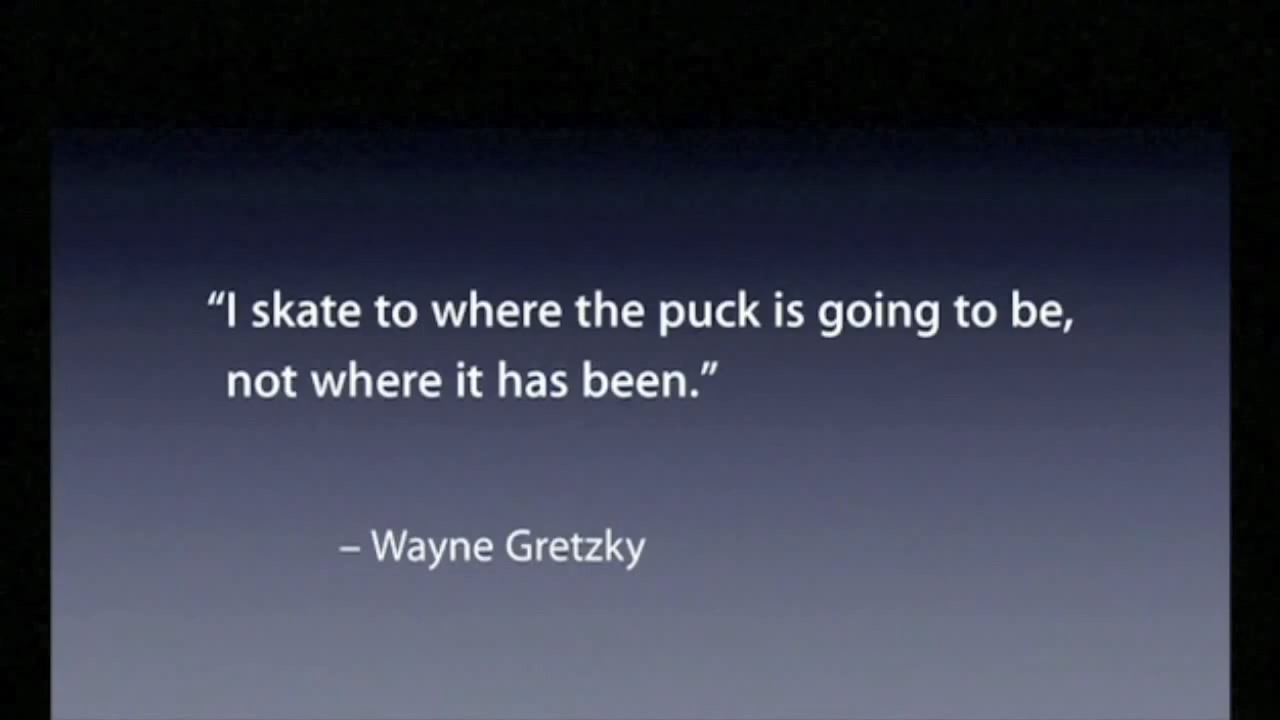 “I skate to where the puck is going to be,
not where it has been.”
– Wayne Gretzky